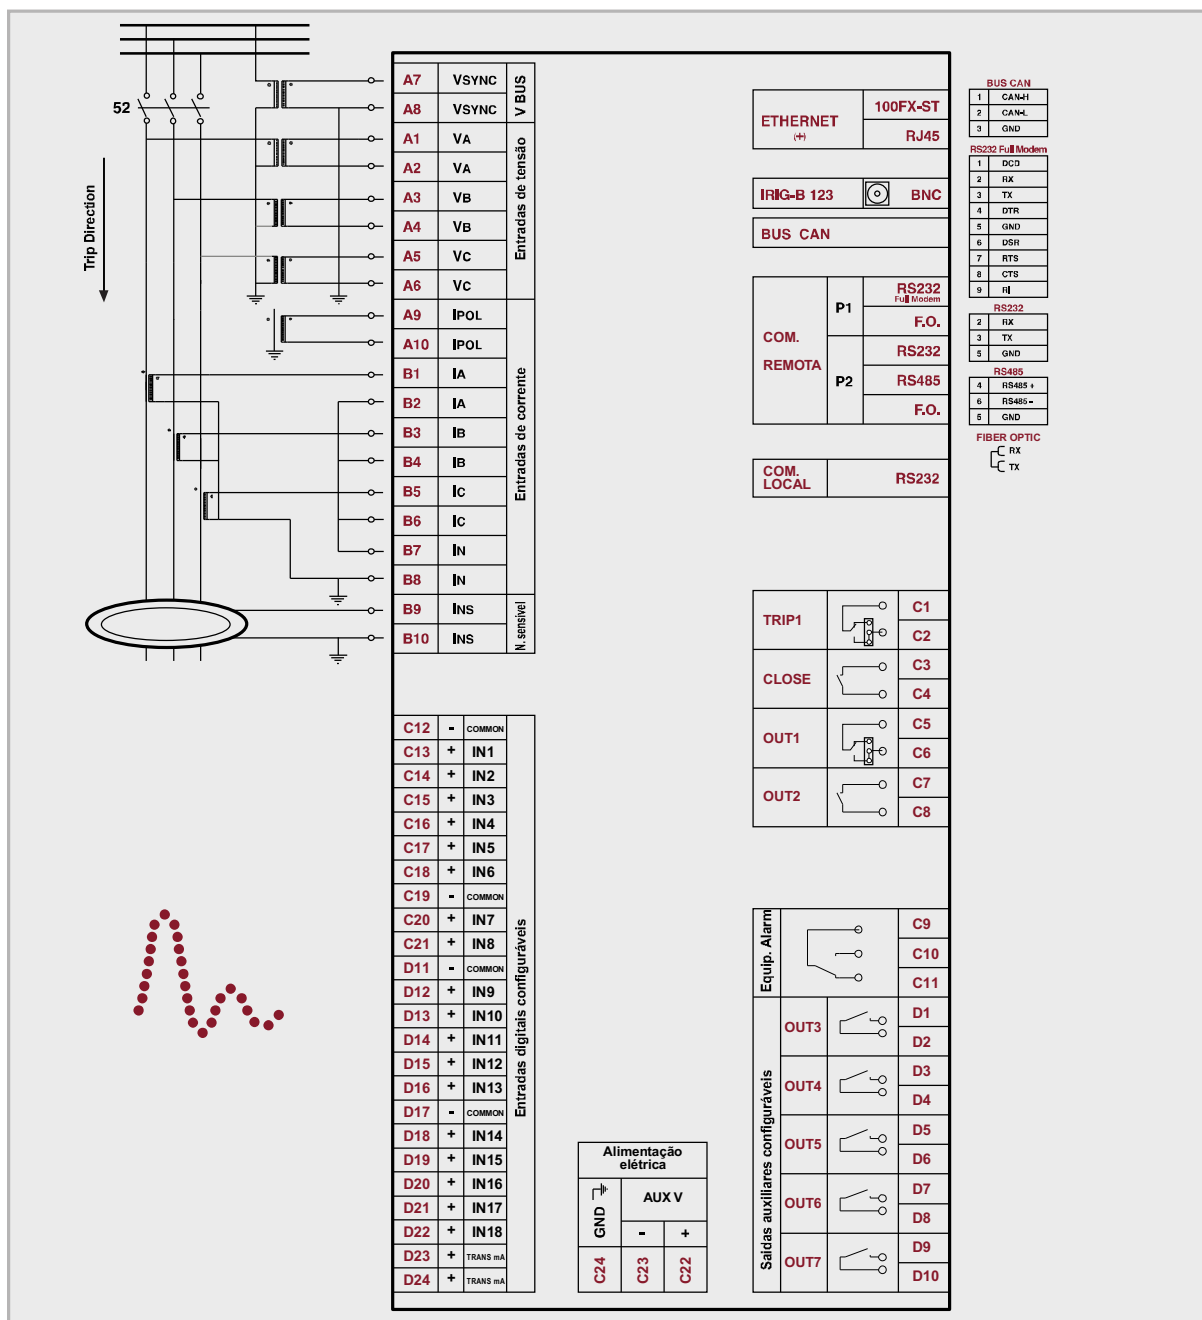 52
Trip Direction
A7 VSYNC
A8 VSYNC
V BUS
A1 VA
A2 VA
A3 VB
A4 VB
A5 VC
A6 VC
Entradas de tensão
A9 IPOL
A10 IPOL
B1 IA
B2 IA
B3 IB
B4 IB
B5 IC
B6 IC
B7 IN
B8 IN
Entradas de corrente
B9 INS
B10 INS
N. sensível
C12 - COMMON
C13 + IN1
C14 + IN2
C15 + IN3
C16 + IN4
C17 + IN5
C18 + IN6
C19 - COMMON
C20 + IN7
C21 + IN8
D11 - COMMON
D12 + IN9
D13 + IN10
D14 + IN11
D15 + IN12
D16 + IN13
D17 - COMMON
D18 + IN14
D19 + IN15
D20 + IN16
D21 + IN17
D22 + IN18
D23 + TRANS mA
D24 + TRANS mA
Entradas digitais configuráveis
Alimentação
elétrica
GND
AUX V
- +
C24 C23 C22
ETHERNET
(+)
100FX-ST
RJ45
IRIG-B 123 BNC
BUS CAN
COM.
REMOTA
P1
RS232
Full Modem
F.O.
P2
RS232
RS485
F.O.
COM.
LOCAL
RS232
TRIP1
C1
C2
CLOSE
C3
C4
OUT1
C5
C6
OUT2
C7
C8
Equip. Alarm
C9
C10
C11
Saidas auxiliares configuráveis
OUT3
D1
D2
OUT4
D3
D4
OUT5
D5
D6
OUT6
D7
D8
OUT7
D9
D10
BUS CAN
1 CAN-H
2 CAN-L
3 GND
RS232 Full Modem
1 DCD
2 RX
3 TX
4 DTR
5 GND
6 DSR
7 RTS
8 CTS
9 RI
RS232
2 RX
3 TX
5 GND
RS485
4 RS485 +
6 RS485 -
5 GND
FIBER OPTIC
RX
TX